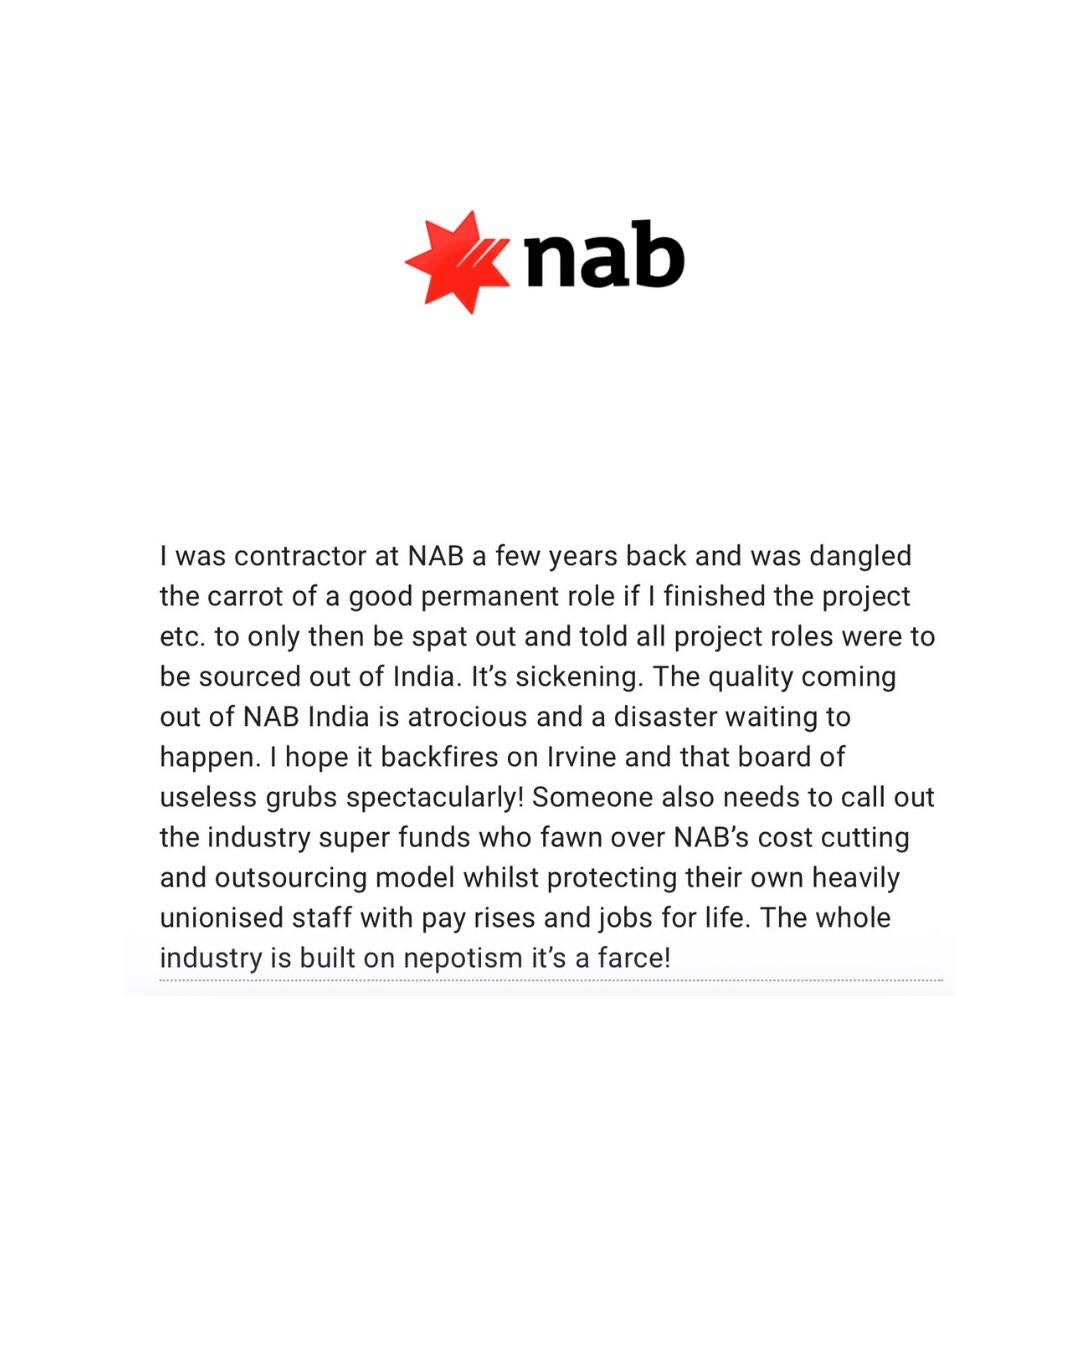 nab
I was contractor at NAB a few years back and was dangled
the carrot of a good permanent role if I finished the project
etc. to only then be spat out and told all project roles were to
be sourced out of India. It’s sickening. The quality coming
out of NAB India is atrocious and a disaster waiting to
happen. I hope it backfires on Irvine and that board of
useless grubs spectacularly! Someone also needs to call out
the industry super funds who fawn over NAB’s cost cutting
and outsourcing model whilst protecting their own heavily
unionised staff with pay rises and jobs for life. The whole
industry is built on nepotism it’s a farce!